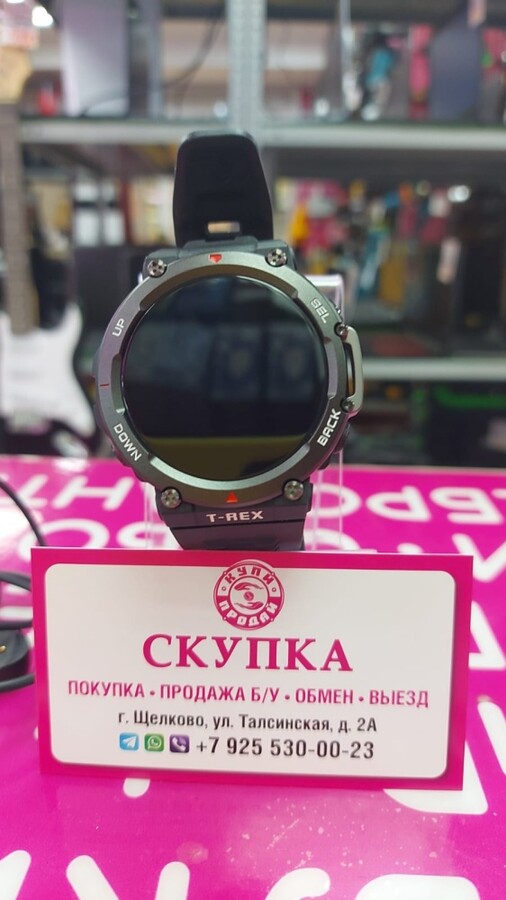 UP
SEL
DOWN
BACK
T-REX
КУПИ
ПРОДАЙ
СКУПКА
ПОКУПКА • ПРОДАЖА Б/У • ОБМЕН • ВЫЕЗД
г. Щелково, ул. Талсинская, д. 2А
+7 925 530-00-23